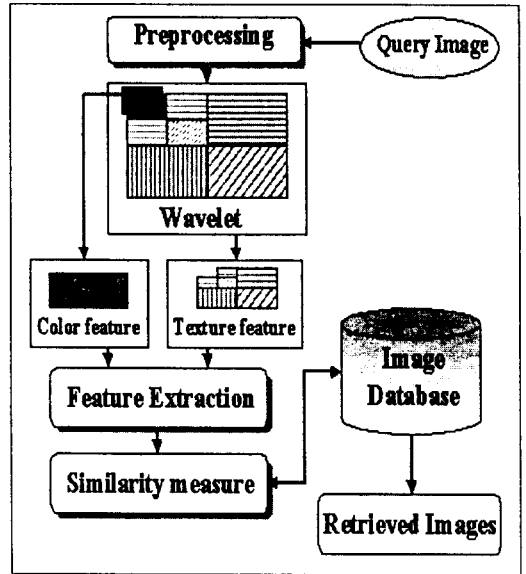 Preprocessing
Query Image
Wavelet
Color feature
Texture feature
Image
Database
Feature Extraction
Similarity measure
Retrieved Images